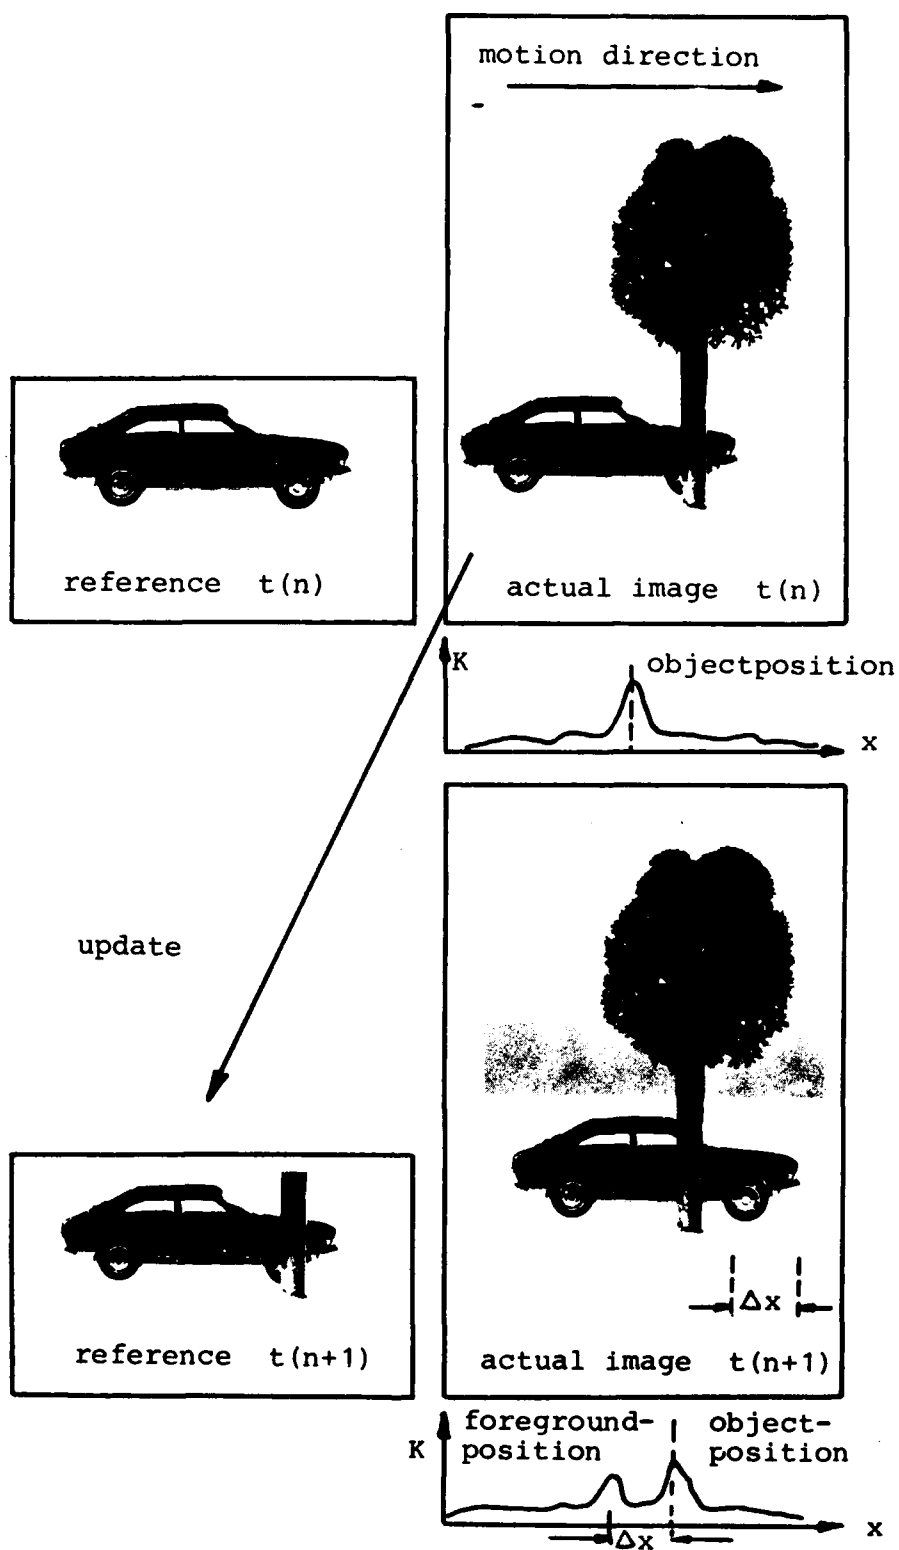 motion direction
reference t(n)
actual image t(n)
K
objectposition
x
update
Δx
reference t(n+1)
actual image t(n+1)
foreground- object-
K position position
Δx
x